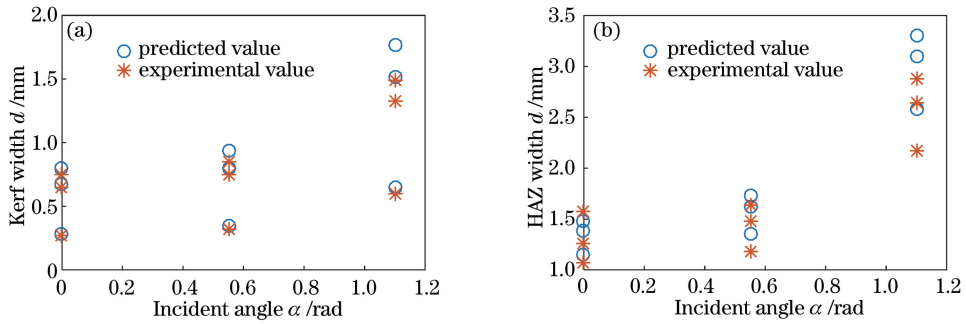 (a)
predicted value
experimental value
2.0
1.5
1.0
0.5
0
Kerf width d /mm
0 0.2 0.4 0.6 0.8 1.0 1.2
Incident angle α /rad
(b)
predicted value
experimental value
3.5
3.0
2.5
2.0
1.5
1.0
HAZ width d /mm
0 0.2 0.4 0.6 0.8 1.0 1.2
Incident angle α /rad